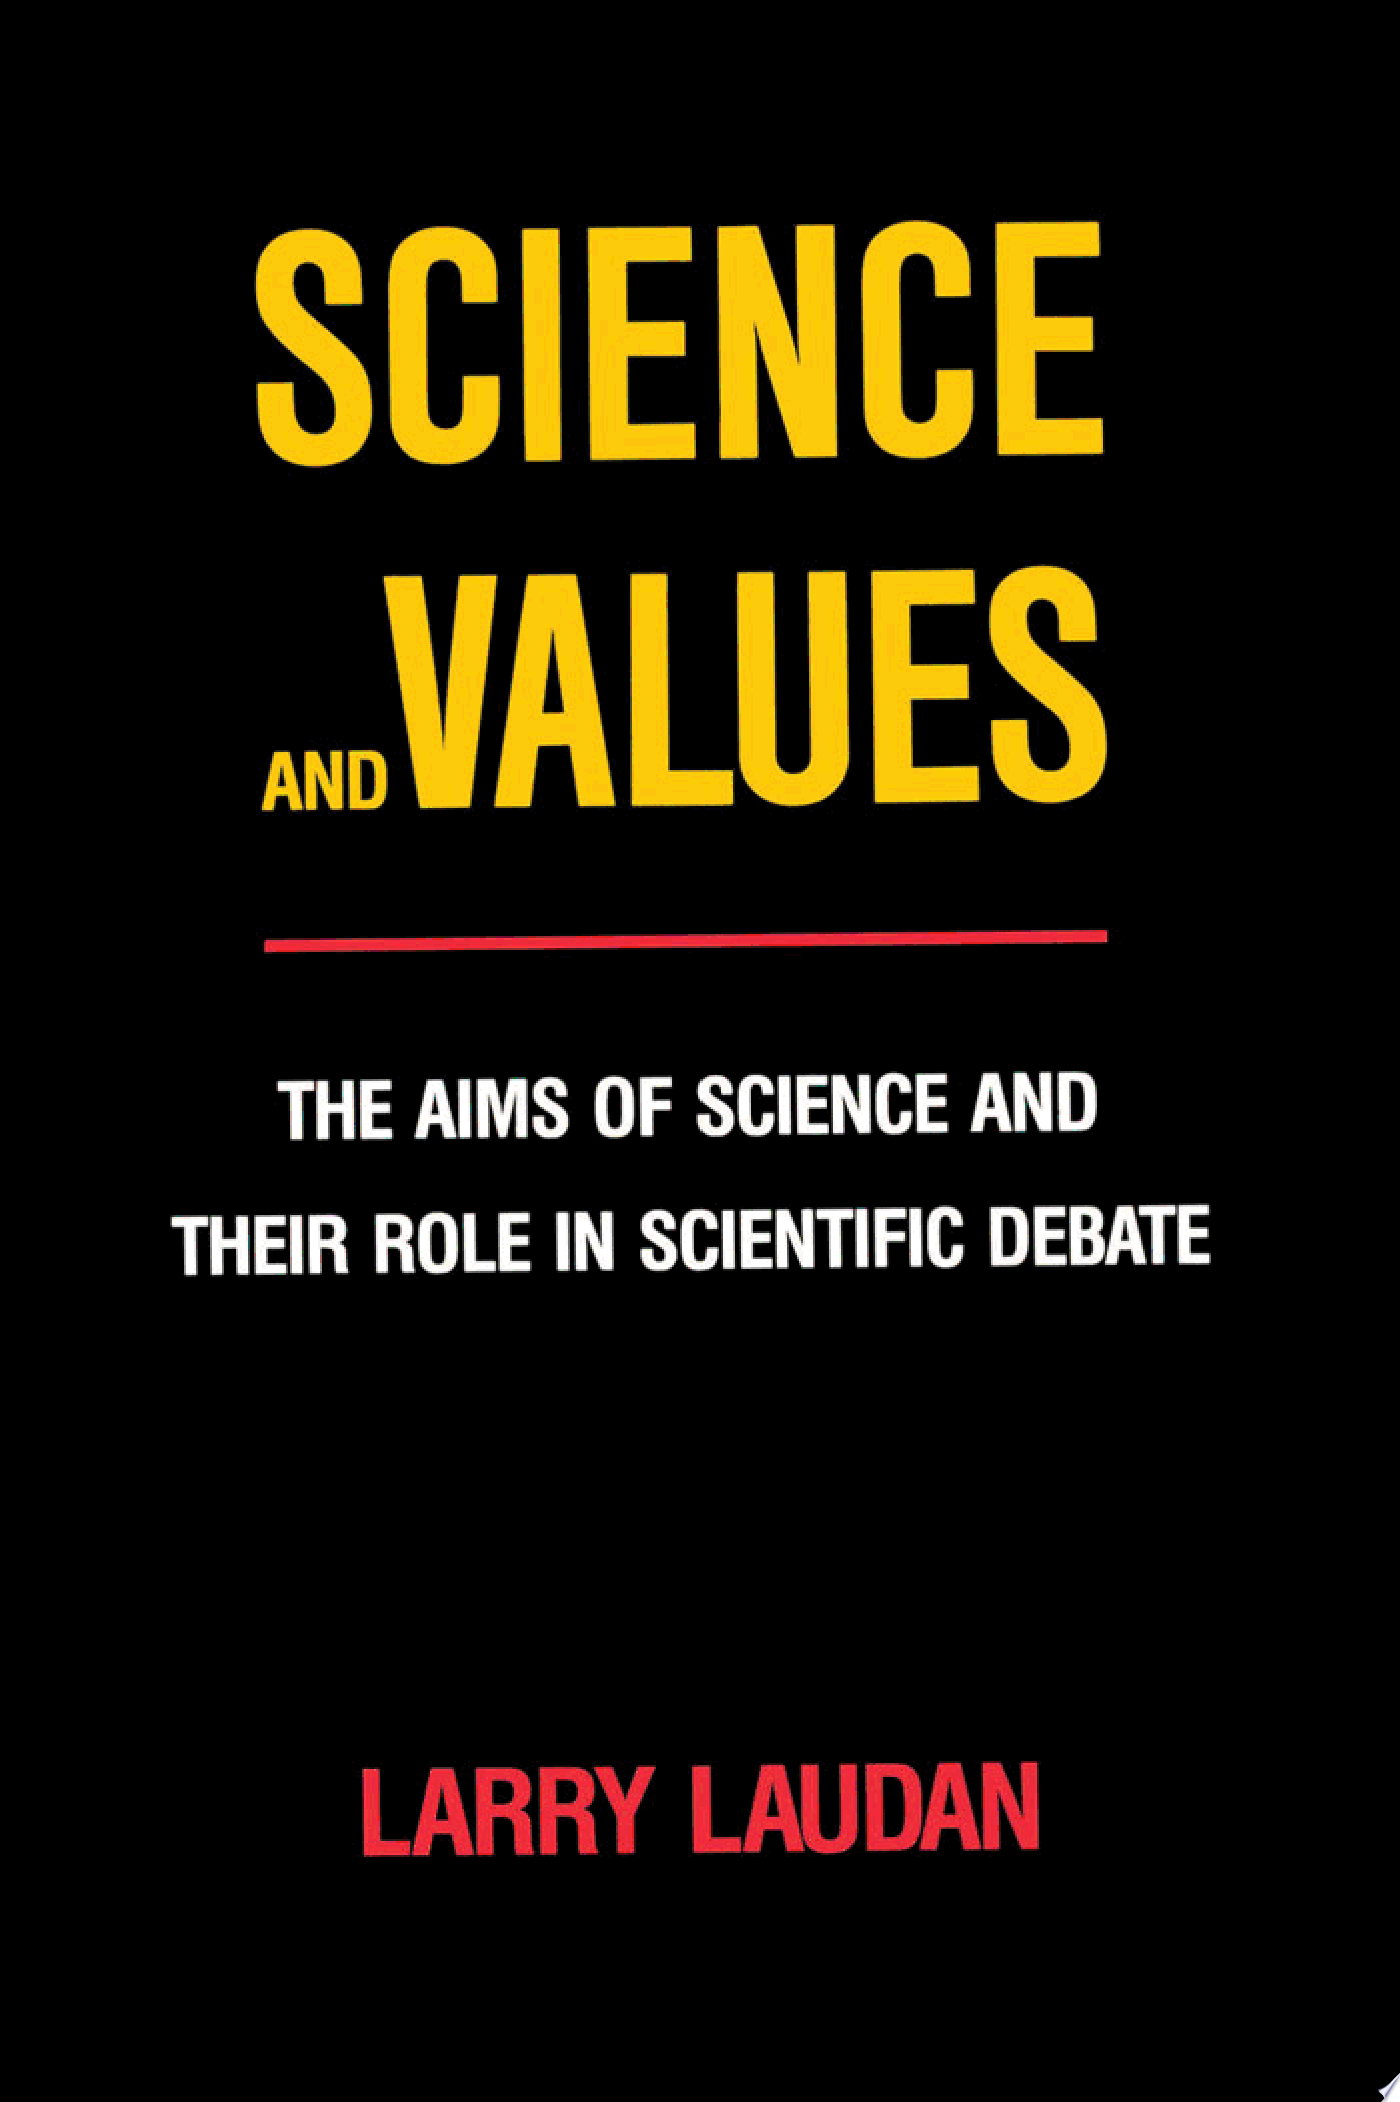 SCIENCE
AND VALUES
THE AIMS OF SCIENCE AND
THEIR ROLE IN SCIENTIFIC DEBATE
LARRY LAUDAN